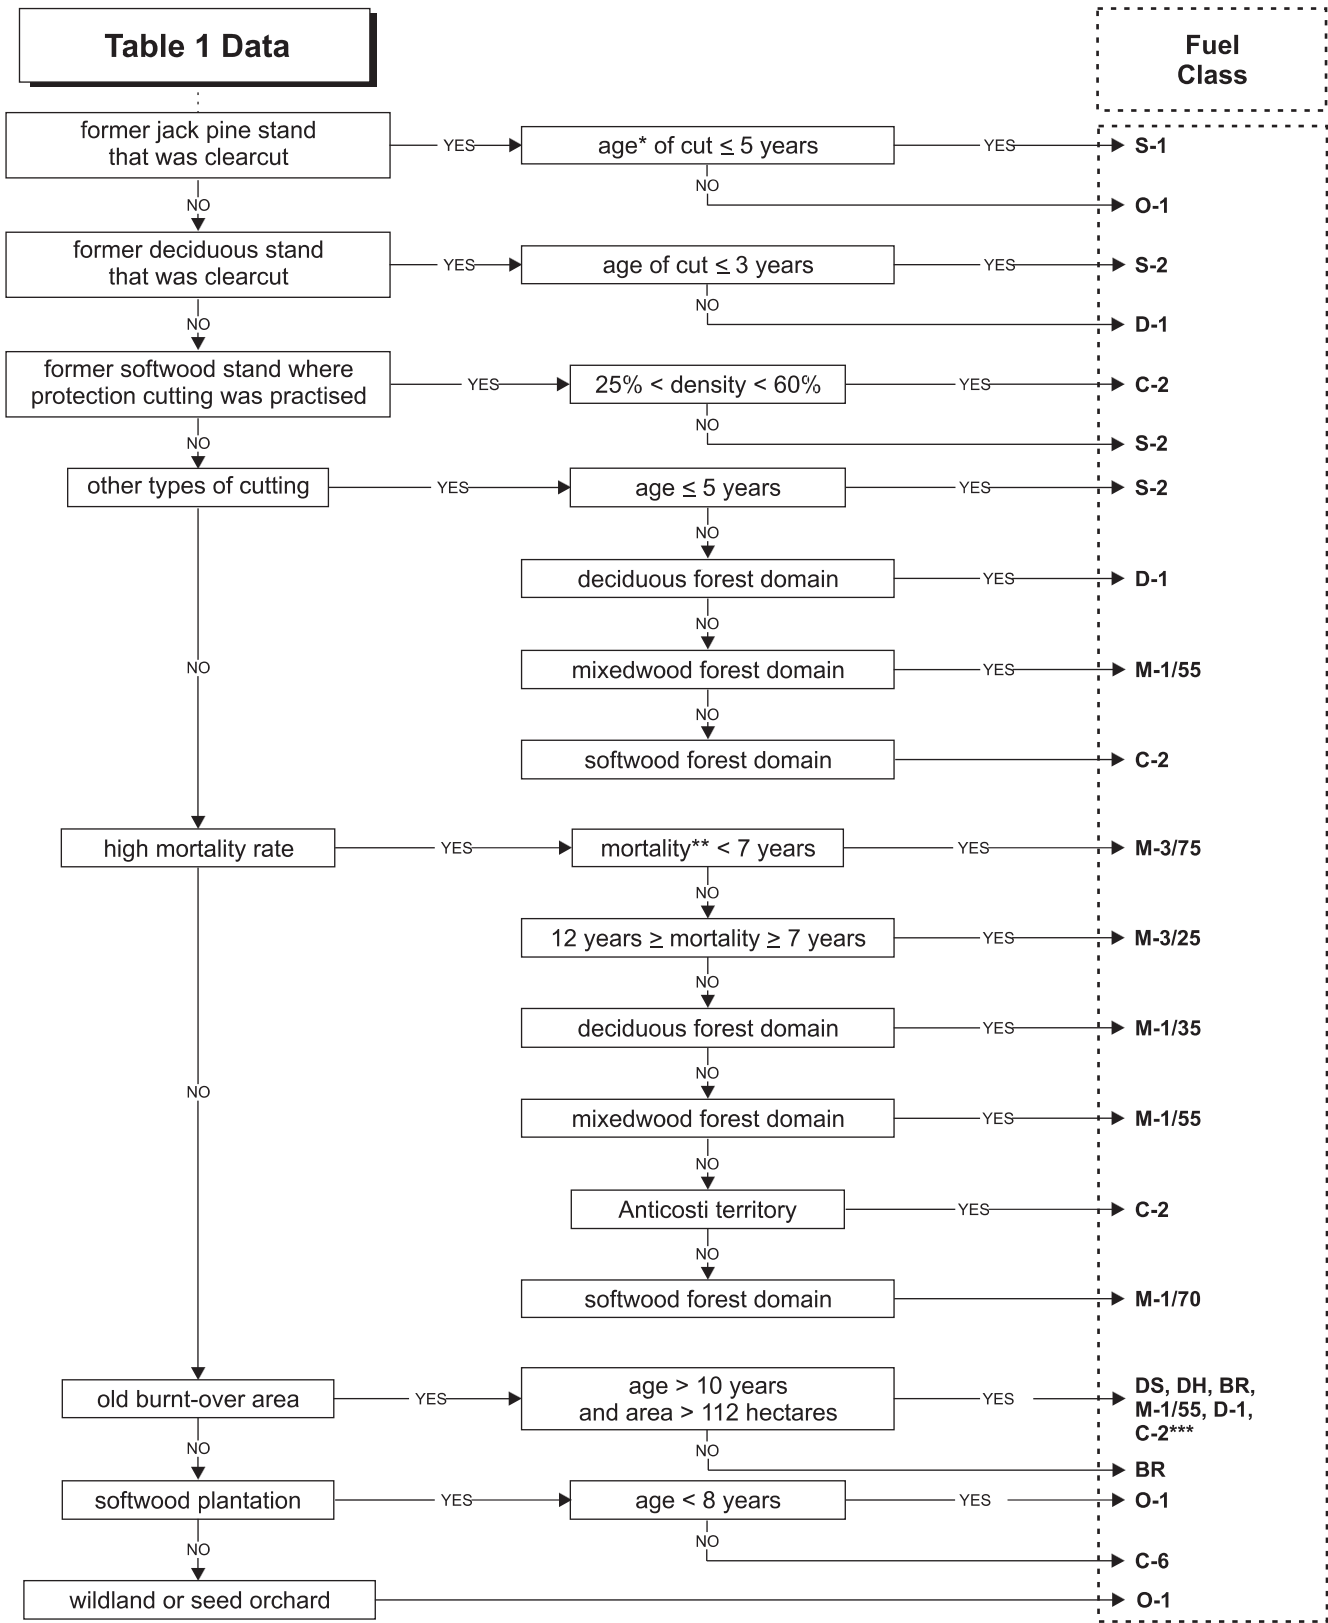 Table 1 Data
Fuel
Class
former jack pine stand
that was clearcut
YES
age* of cut ≤ 5 years
YES
S-1
NO
O-1
NO
former deciduous stand
that was clearcut
YES
age of cut ≤ 3 years
YES
S-2
NO
D-1
NO
former softwood stand where
protection cutting was practised
YES
25% < density < 60%
YES
C-2
NO
S-2
NO
other types of cutting
YES
age ≤ 5 years
YES
S-2
NO
deciduous forest domain
YES
D-1
NO
mixedwood forest domain
YES
M-1/55
NO
softwood forest domain
C-2
NO
high mortality rate
YES
mortality** < 7 years
YES
M-3/75
NO
12 years ≥ mortality ≥ 7 years
YES
M-3/25
NO
deciduous forest domain
YES
M-1/35
NO
mixedwood forest domain
YES
M-1/55
NO
Anticosti territory
YES
C-2
NO
softwood forest domain
M-1/70
NO
old burnt-over area
YES
age > 10 years
and area > 112 hectares
YES
DS, DH, BR,
M-1/55, D-1,
C-2***
NO
BR
NO
softwood plantation
YES
age < 8 years
YES
O-1
NO
C-6
NO
wildland or seed orchard
O-1